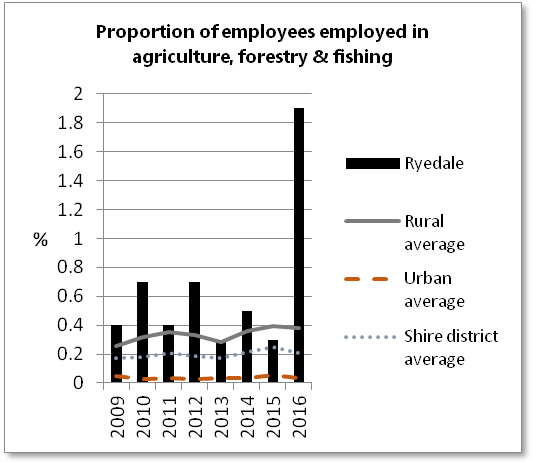 Proportion of employees employed in
agriculture, forestry & fishing
2
1.8
1.6
1.4
1.2
1
0.8
0.6
0.4
0.2
0
%
2009
2010
2011
2012
2013
2014
2015
2016
Ryedale
Rural
average
Urban
average
Shire district
average